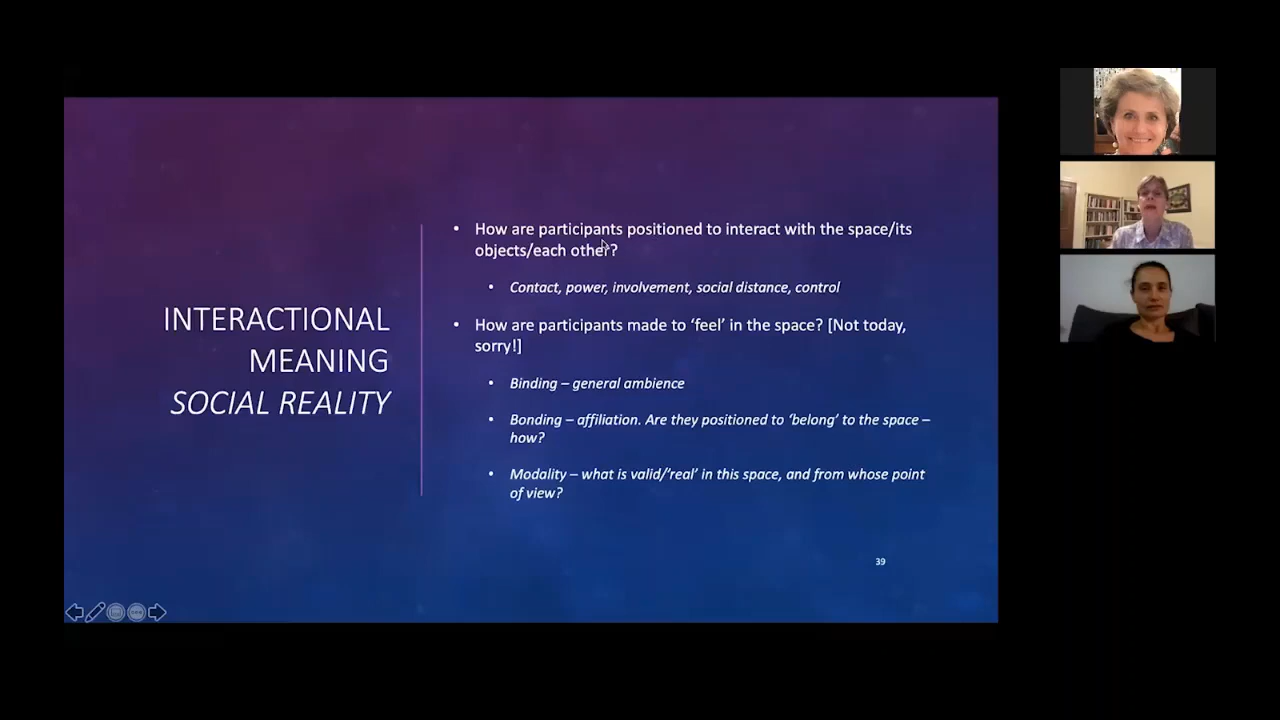 INTERACTIONAL
MEANING
SOCIAL REALITY
• How are participants positioned to interact with the space/its
objects/each other?
• Contact, power, involvement, social distance, control
• How are participants made to ‘feel’ in the space? [Not today,
sorry!]
• Binding – general ambience
• Bonding – affiliation. Are they positioned to ‘belong’ to the space –
how?
• Modality – what is valid/‘real’ in this space, and from whose point
of view?
39